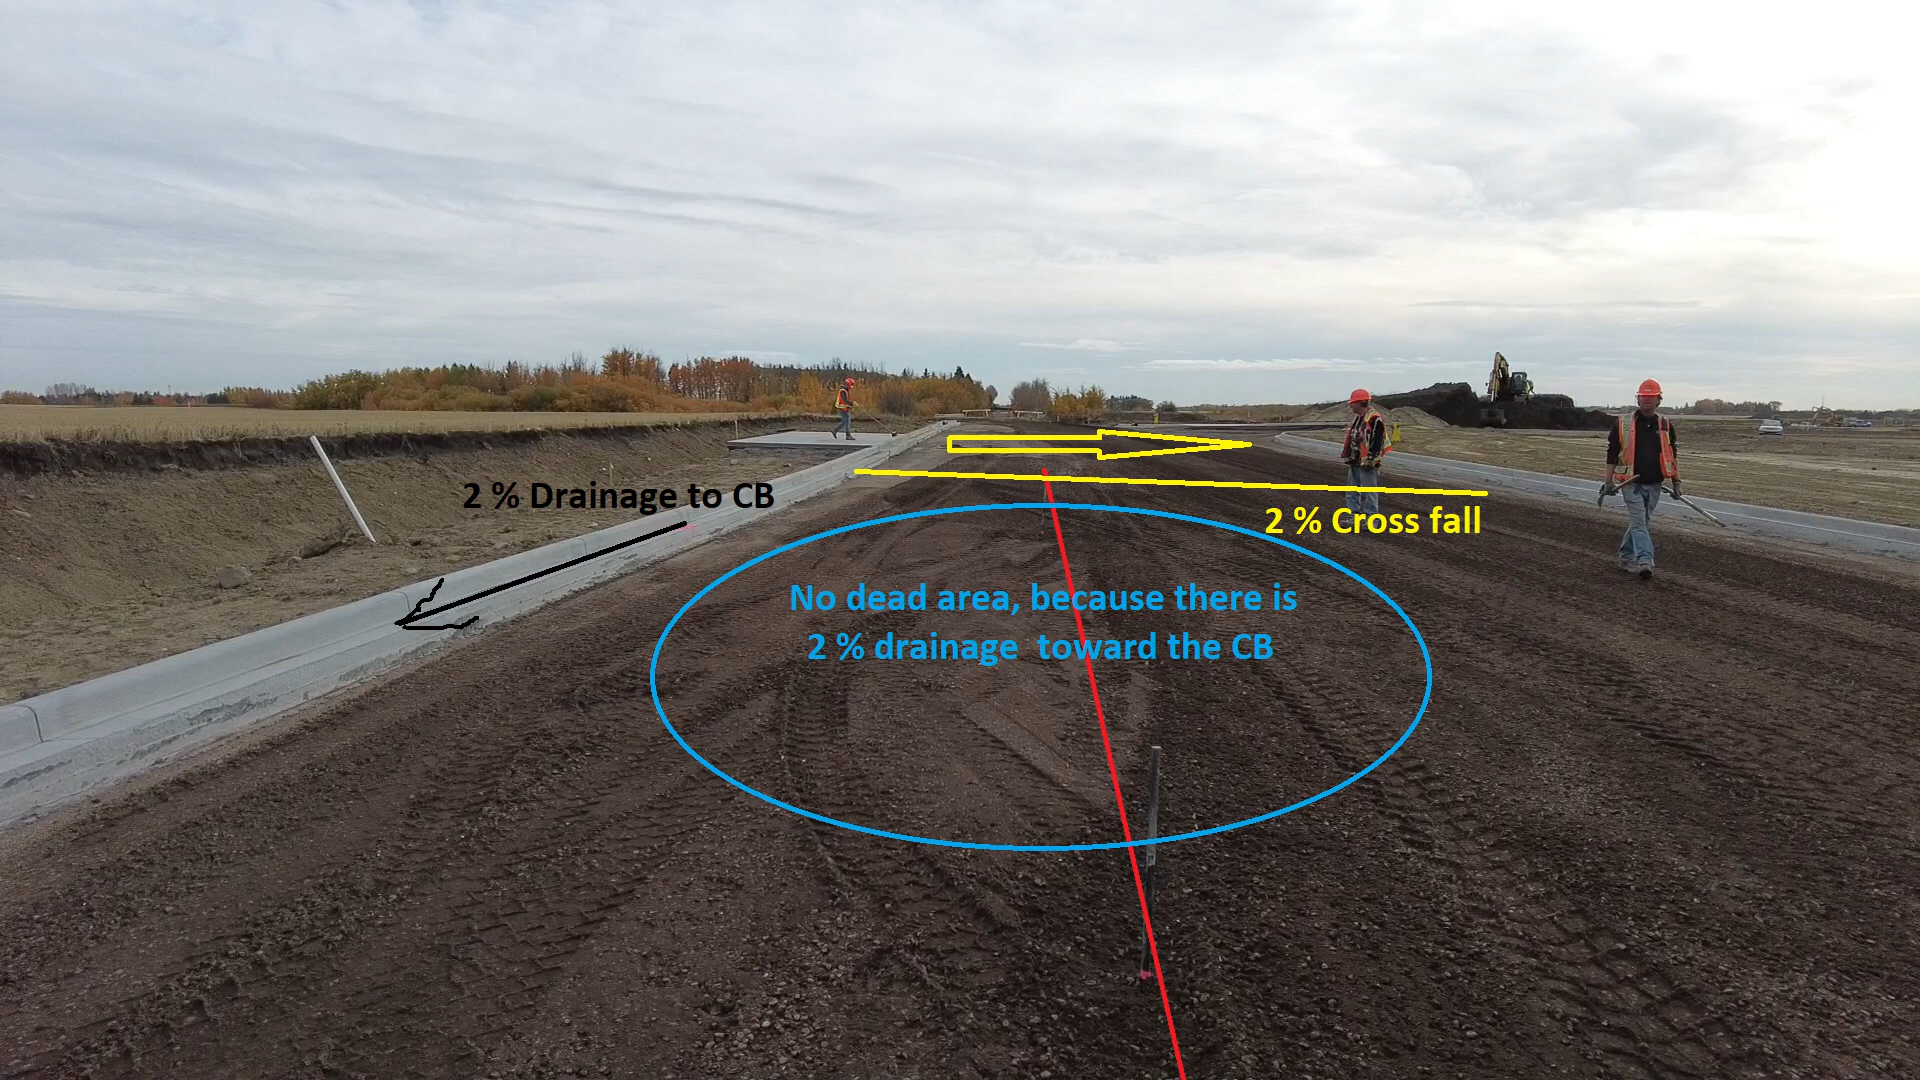 2 % Drainage to CB
2 % Cross fall
No dead area, because there is
2 % drainage  toward the CB